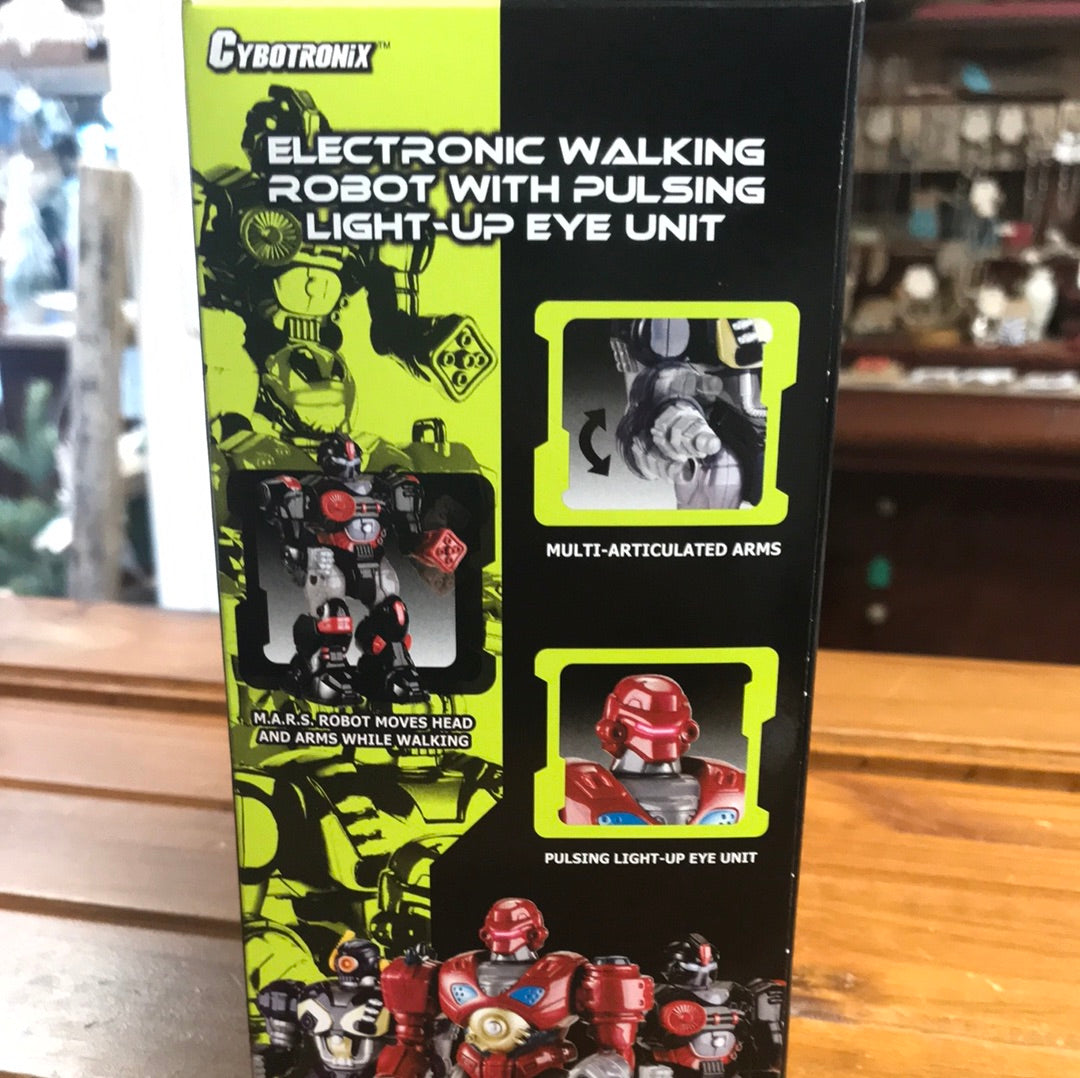 CYBOTRONiX™
ELECTRONIC WALKING
ROBOT WITH PULSING
LIGHT-UP EYE UNIT
MULTI-ARTICULATED ARMS
M.A.R.S. ROBOT MOVES HEAD
AND ARMS WHILE WALKING
PULSING LIGHT-UP EYE UNIT